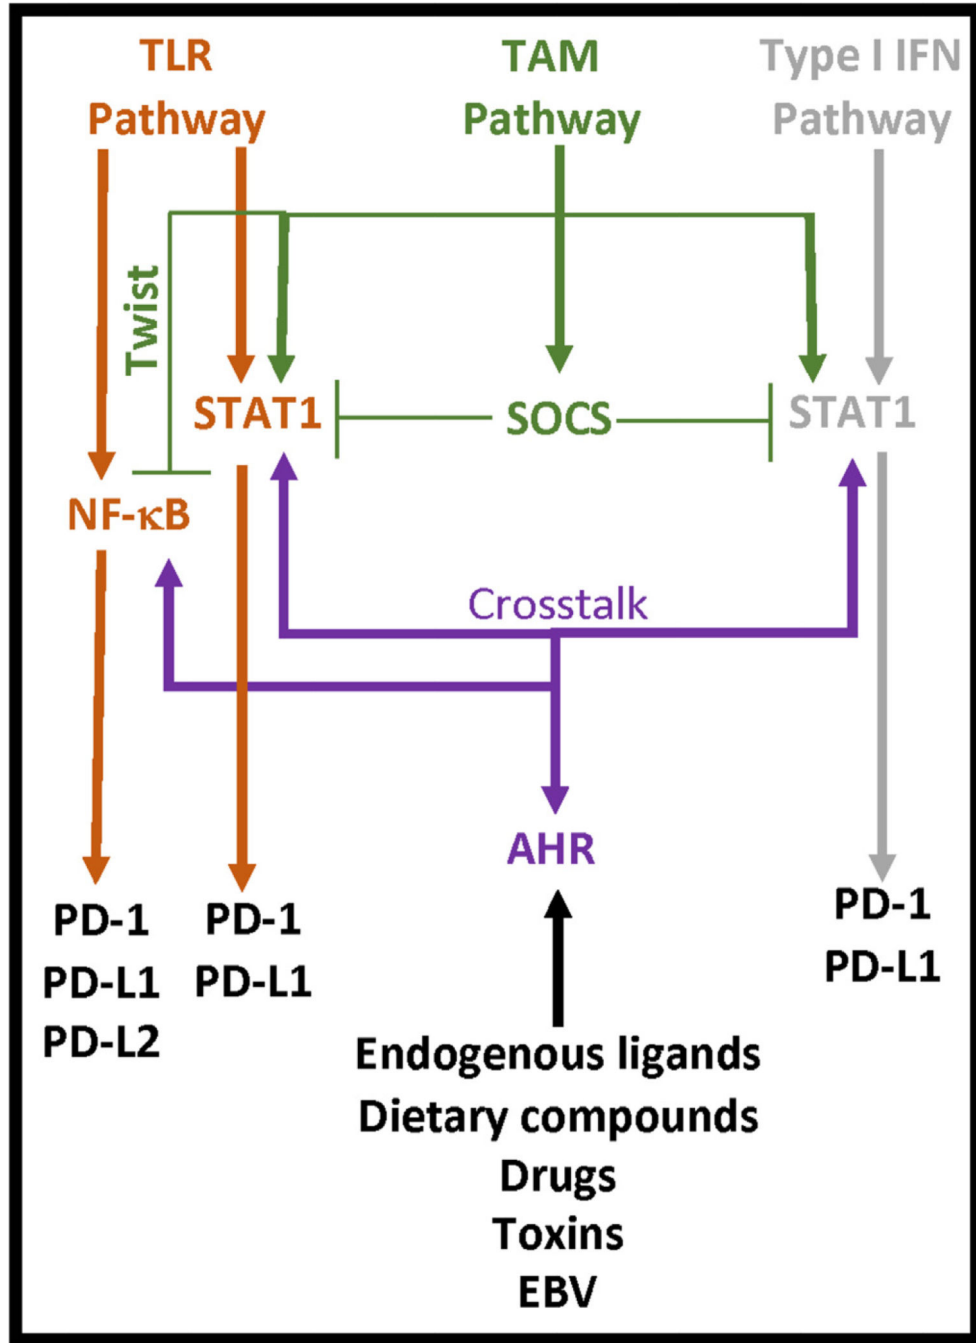 TLR
Pathway
TAM
Pathway
Type I IFN
Pathway
Twist
STAT1
SOCS
STAT1
NF-κB
Crosstalk
AHR
PD-1
PD-L1
PD-L2
PD-1
PD-L1
PD-1
PD-L1
Endogenous ligands
Dietary compounds
Drugs
Toxins
EBV